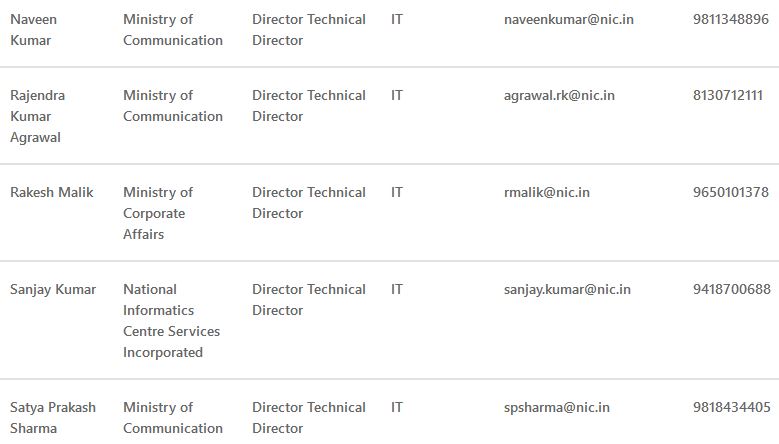 Naveen Kumar Ministry of Communication Director Technical Director IT naveenkumar@nic.in 9811348896
Rajendra Kumar Agrawal Ministry of Communication Director Technical Director IT agrawal.rk@nic.in 8130712111
Rakesh Malik Ministry of Corporate Affairs Director Technical Director IT rmalik@nic.in 9650101378
Sanjay Kumar National Informatics Centre Services Incorporated Director Technical Director IT sanjay.kumar@nic.in 9418700688
Satya Prakash Sharma Ministry of Communication Director Technical Director IT spsharma@nic.in 9818434405